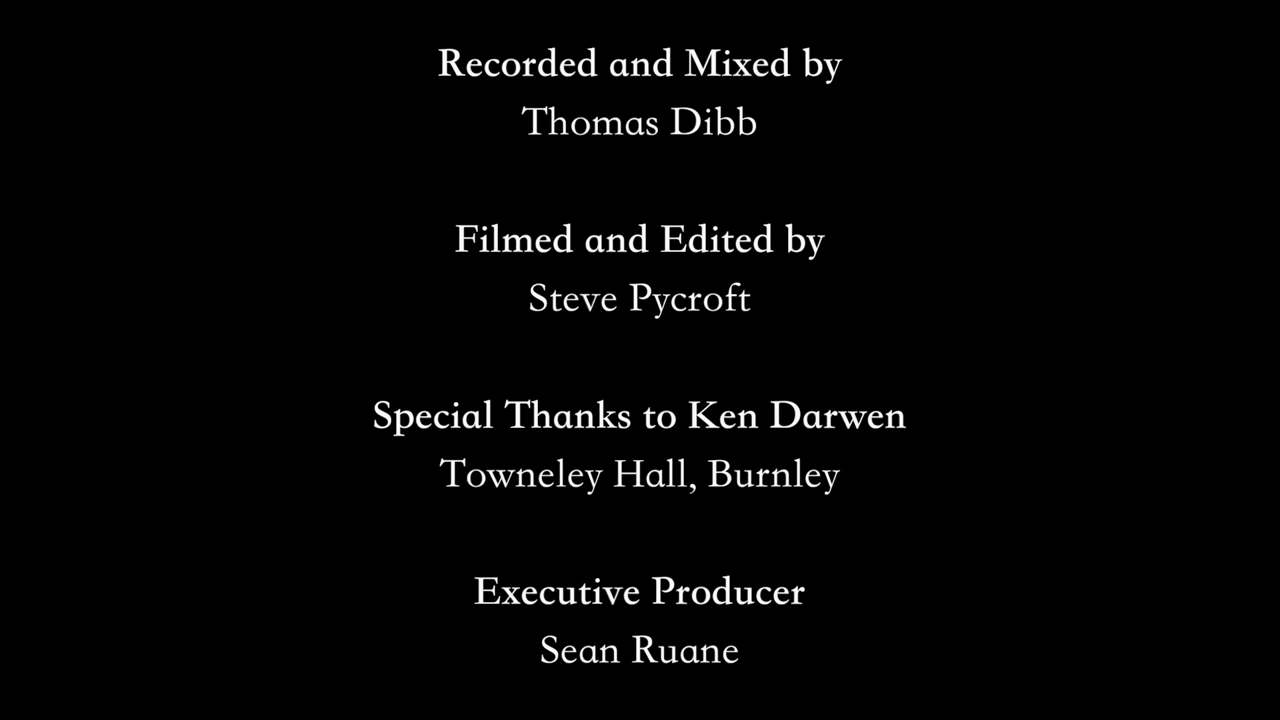 Recorded and Mixed by
Thomas Dibb
Filmed and Edited by
Steve Pycroft
Special Thanks to Ken Darwen
Towneley Hall, Burnley
Executive Producer
Sean Ruane